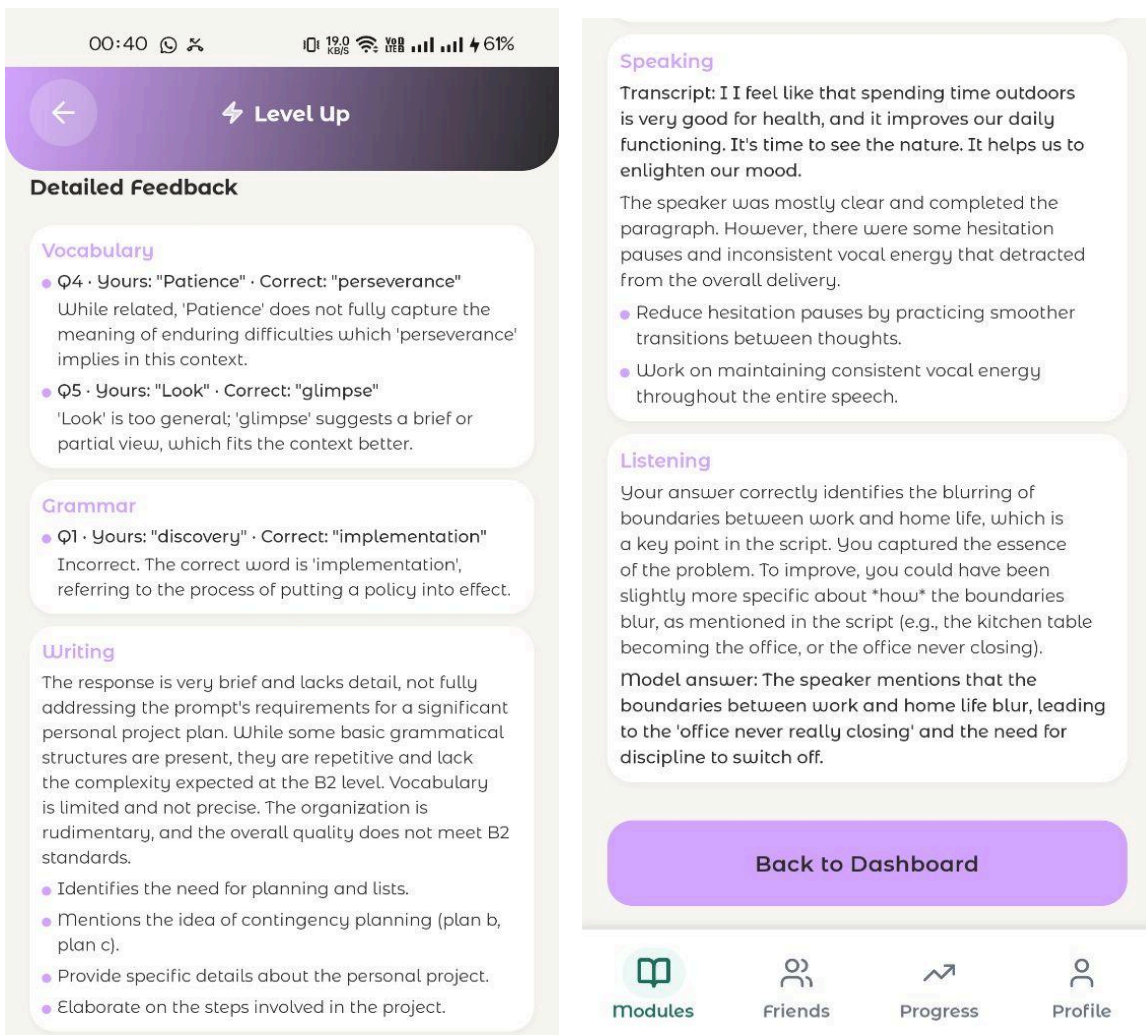 00:40 19.0 KB/S VoB LTEB 61%
Level Up
Detailed Feedback
Vocabulary
Q4 · Yours: "Patience" · Correct: "perseverance"
While related, 'Patience' does not fully capture the
meaning of enduring difficulties which 'perseverance'
implies in this context.
Q5 · Yours: "Look" · Correct: "glimpse"
'Look' is too general; 'glimpse' suggests a brief or
partial view, which fits the context better.
Grammar
Q1 · Yours: "discovery" · Correct: "implementation"
Incorrect. The correct word is 'implementation',
referring to the process of putting a policy into effect.
Writing
The response is very brief and lacks detail, not fully
addressing the prompt's requirements for a significant
personal project plan. While some basic grammatical
structures are present, they are repetitive and lack
the complexity expected at the B2 level. Vocabulary
is limited and not precise. The organization is
rudimentary, and the overall quality does not meet B2
standards.
Identifies the need for planning and lists.
Mentions the idea of contingency planning (plan b,
plan c).
Provide specific details about the personal project.
Elaborate on the steps involved in the project.
Speaking
Transcript: I I feel like that spending time outdoors
is very good for health, and it improves our daily
functioning. It's time to see the nature. It helps us to
enlighten our mood.
The speaker was mostly clear and completed the
paragraph. However, there were some hesitation
pauses and inconsistent vocal energy that detracted
from the overall delivery.
Reduce hesitation pauses by practicing smoother
transitions between thoughts.
Work on maintaining consistent vocal energy
throughout the entire speech.
Listening
Your answer correctly identifies the blurring of
boundaries between work and home life, which is
a key point in the script. You captured the essence
of the problem. To improve, you could have been
slightly more specific about *how* the boundaries
blur, as mentioned in the script (e.g., the kitchen table
becoming the office, or the office never closing).
Model answer: The speaker mentions that the
boundaries between work and home life blur, leading
to the 'office never really closing' and the need for
discipline to switch off.
Back to Dashboard
Modules Friends Progress Profile